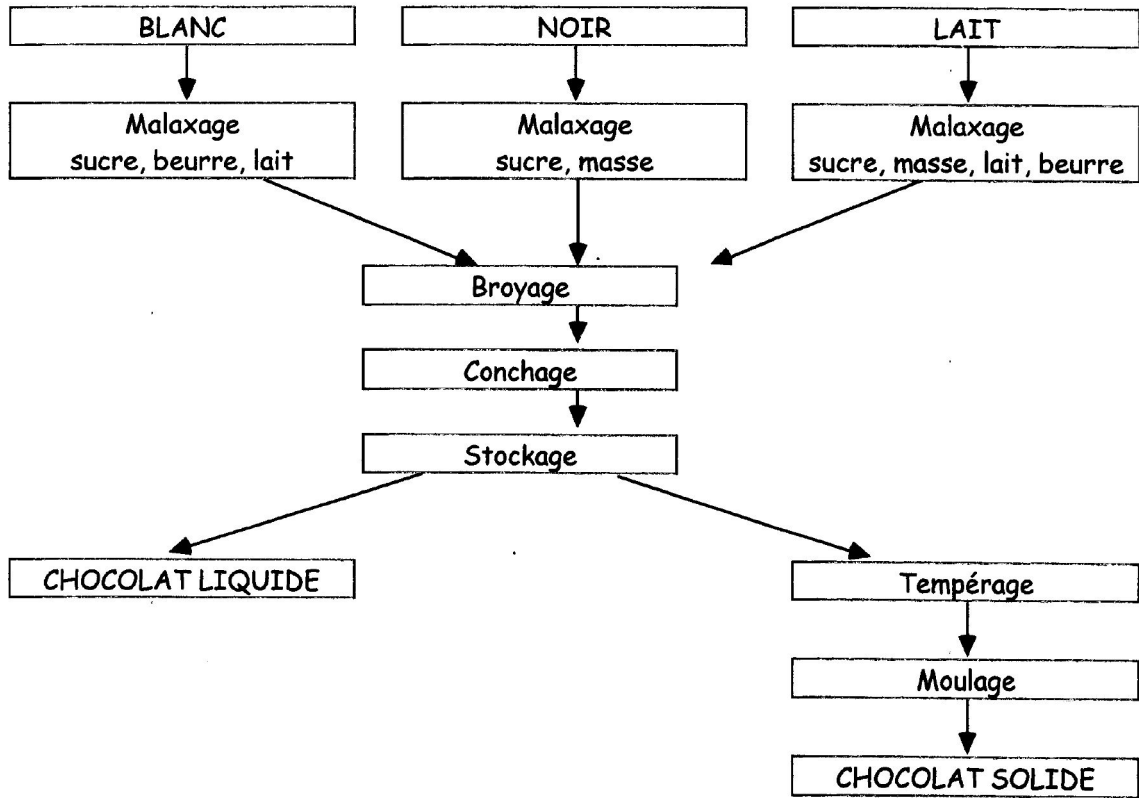 BLANC
NOIR
LAIT
Malaxage
sucre, beurre, lait
Malaxage
sucre, masse
Malaxage
sucre, masse, lait, beurre
Broyage
Conchage
Stockage
CHOCOLAT LIQUIDE
Tempérage
Moulage
CHOCOLAT SOLIDE